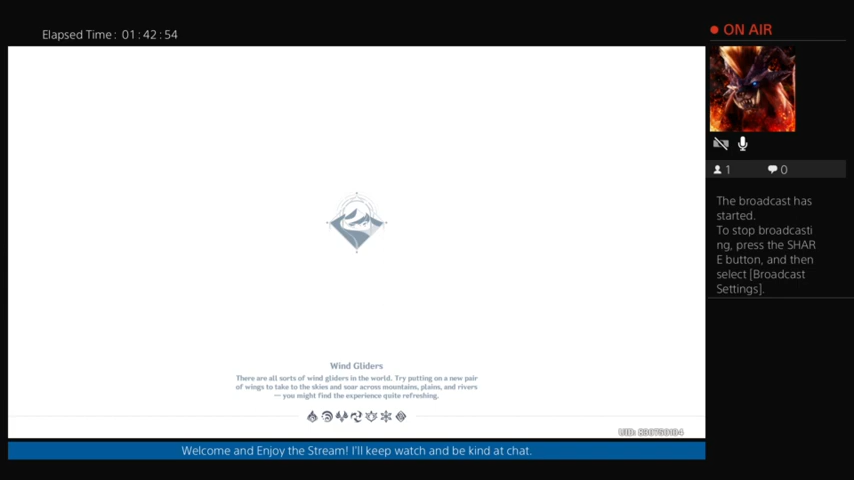 Elapsed Time: 01:42:54
ON AIR
1 0
The broadcast has
started.
To stop broadcasti
ng, press the SHAR
E button, and then
select [Broadcast
Settings].
Wind Gliders
There are all sorts of wind gliders in the world. Try putting on a new pair
of wings to take to the skies and soar across mountains, plains, and rivers
— you might find the experience quite refreshing.
Welcome and Enjoy the Stream! I'll keep watch and be kind at chat.